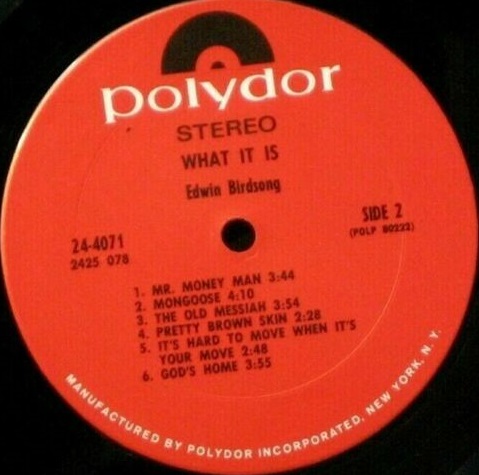 polydor
STEREO
WHAT IT IS
Edwin Birdsong
24-4071
2425 078
SIDE 2
(POLP 80222)
1. MR. MONEY MAN 3:44
2. MONGOOSE 4:10
3. THE OLD MESSIAH 3:54
4. PRETTY BROWN SKIN 2:28
5. IT'S HARD TO MOVE WHEN IT'S
YOUR MOVE 2:48
6. GOD'S HOME 3:55
MANUFACTURED BY POLYDOR INCORPORATED, NEW YORK, N. Y.